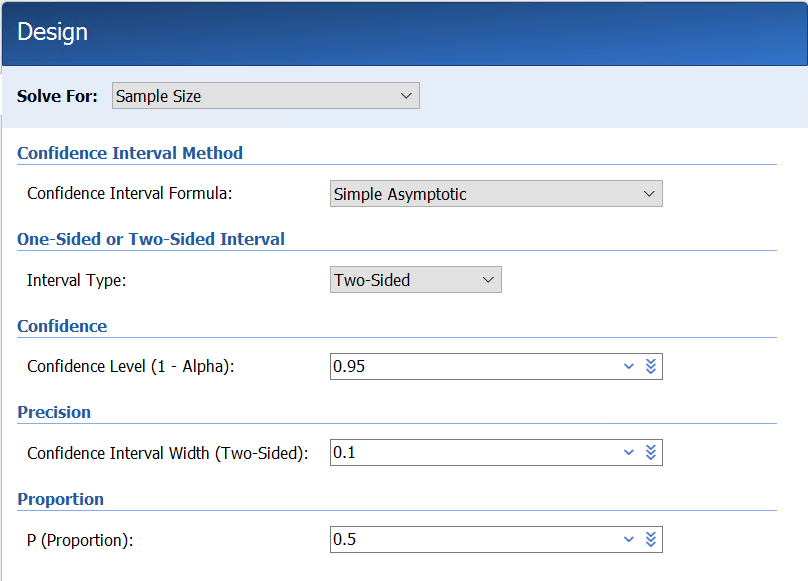 Design
Solve For: Sample Size
Confidence Interval Method
Confidence Interval Formula: Simple Asymptotic
One-Sided or Two-Sided Interval
Interval Type: Two-Sided
Confidence
Confidence Level (1 - Alpha): 0.95
Precision
Confidence Interval Width (Two-Sided): 0.1
Proportion
P (Proportion): 0.5